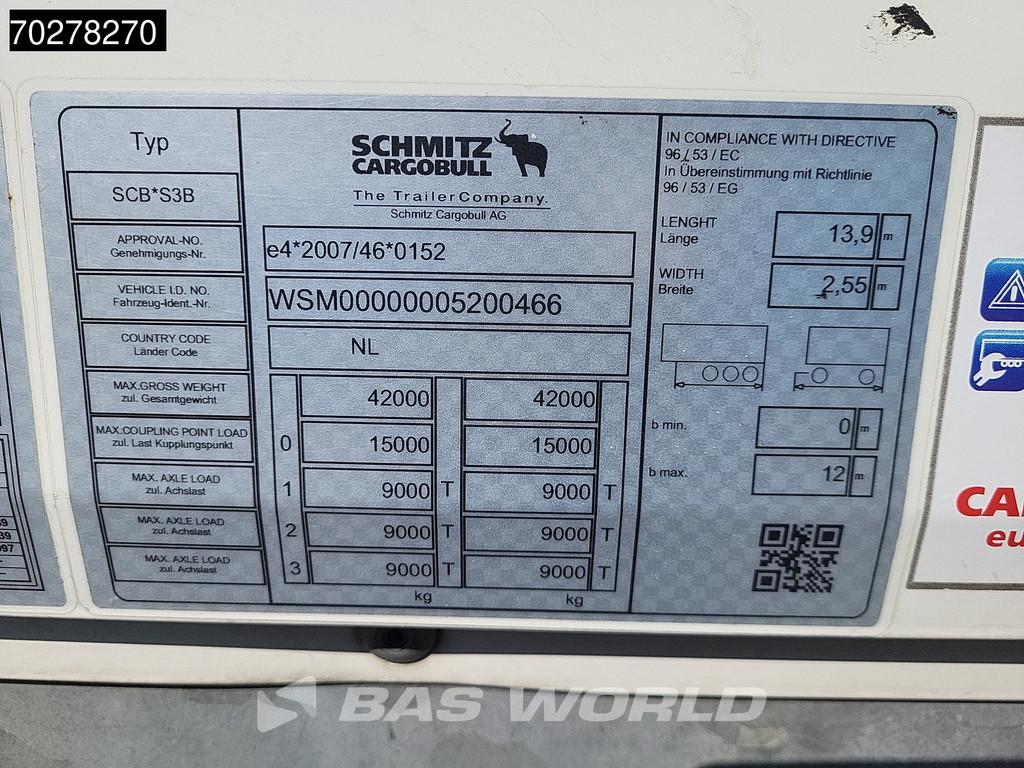 70278270
Typ
SCB*S3B
APPROVAL-NO.
Genehmigungs-Nr.
VEHICLE I.D. NO.
Fahrzeug-Ident.-Nr.
COUNTRY CODE
Länder Code
MAX.GROSS WEIGHT
zul. Gesamtgewicht
MAX.COUPLING POINT LOAD
zul. Last Kupplungspunkt
MAX. AXLE LOAD
zul. Achslast
MAX. AXLE LOAD
zul. Achslast
MAX. AXLE LOAD
zul. Achslast
SCHMITZ
CARGOBULL
The TrailerCompany.
Schmitz Cargobull AG
e4*2007/46*0152
WSM00000005200466
NL
42000 42000
0 15000 15000
1 9000 T 9000 T
2 9000 T 9000 T
3 9000 T 9000 T
kg kg
IN COMPLIANCE WITH DIRECTIVE
96 / 53 / EC
In Übereinstimmung mit Richtlinie
96 / 53 / EG
LENGHT
Länge
13,9 m
WIDTH
Breite
2,55 m
b min. 0 m
b max. 12 m
BAS WORLD